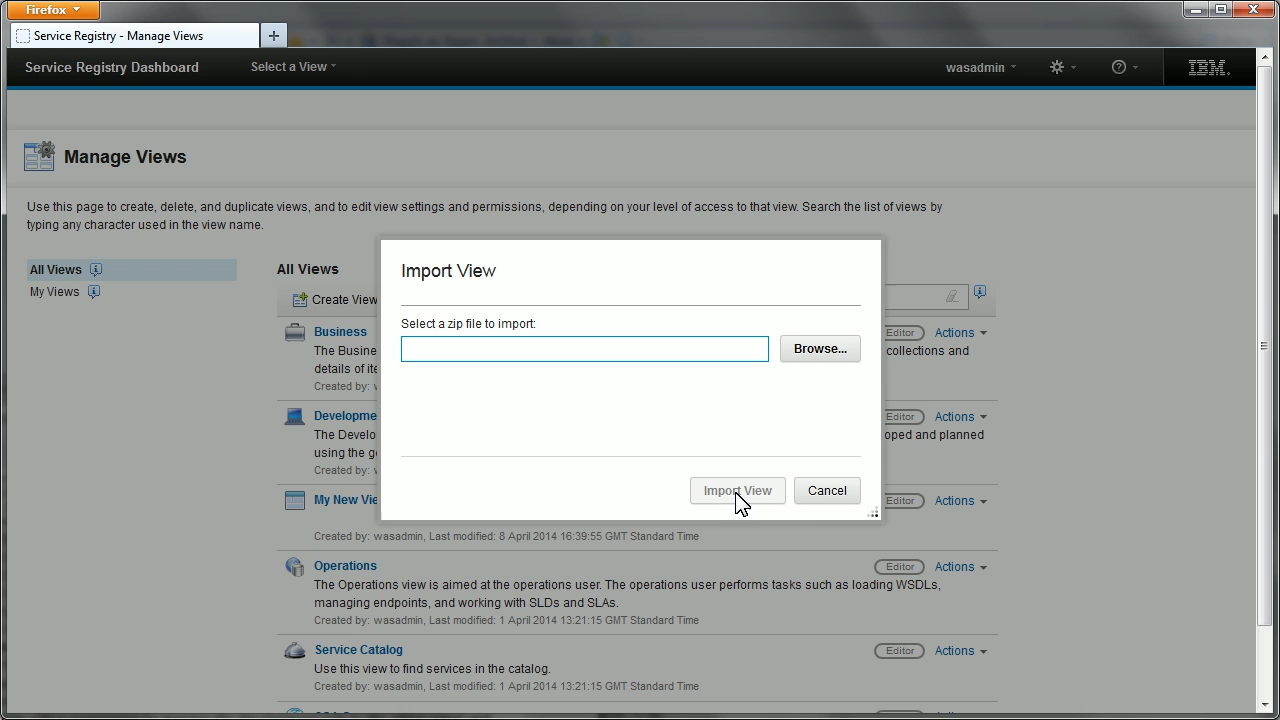 Firefox
Service Registry - Manage Views
Service Registry Dashboard
Select a View
wasadmin
IBM
Manage Views
Use this page to create, delete, and duplicate views, and to edit view settings and permissions, depending on your level of access to that view. Search the list of views by
typing any character used in the view name.
All Views
My Views
All Views
Create View
Business
Editor
Actions
The Busine
collections and
details of ite
Created by:
Developme
Editor
Actions
The Develo
oped and planned
using the
Created by:
My New Vie
Editor
Actions
Created by: wasadmin, Last modified: 8 April 2014 16:39:55 GMT Standard Time
Operations
Editor
Actions
The Operations view is aimed at the operations user. The operations user performs tasks such as loading WSDLs,
managing endpoints, and working with SLDs and SLAs.
Created by: wasadmin, Last modified: 1 April 2014 13:21:15 GMT Standard Time
Service Catalog
Editor
Actions
Use this view to find services in the catalog.
Created by: wasadmin, Last modified: 1 April 2014 13:21:15 GMT Standard Time
Import View
Select a zip file to import:
Browse...
Import View
Cancel